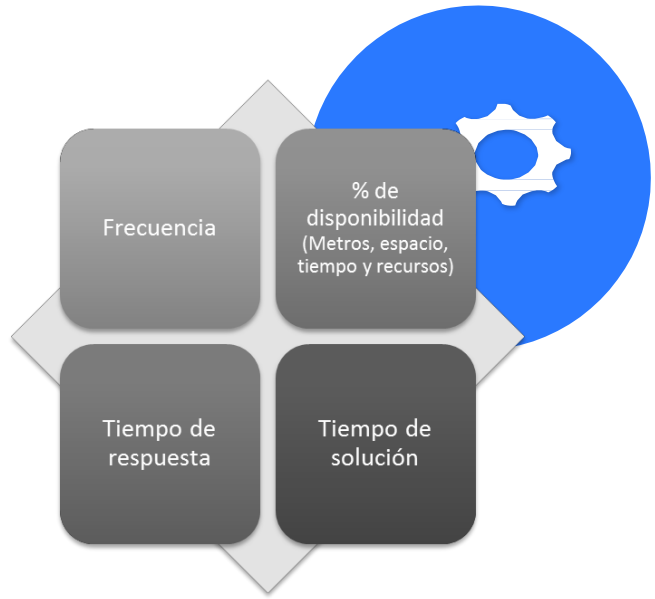 Frecuencia
% de
disponibilidad
(Metros, espacio,
tiempo y recursos)
Tiempo de
respuesta
Tiempo de
solución